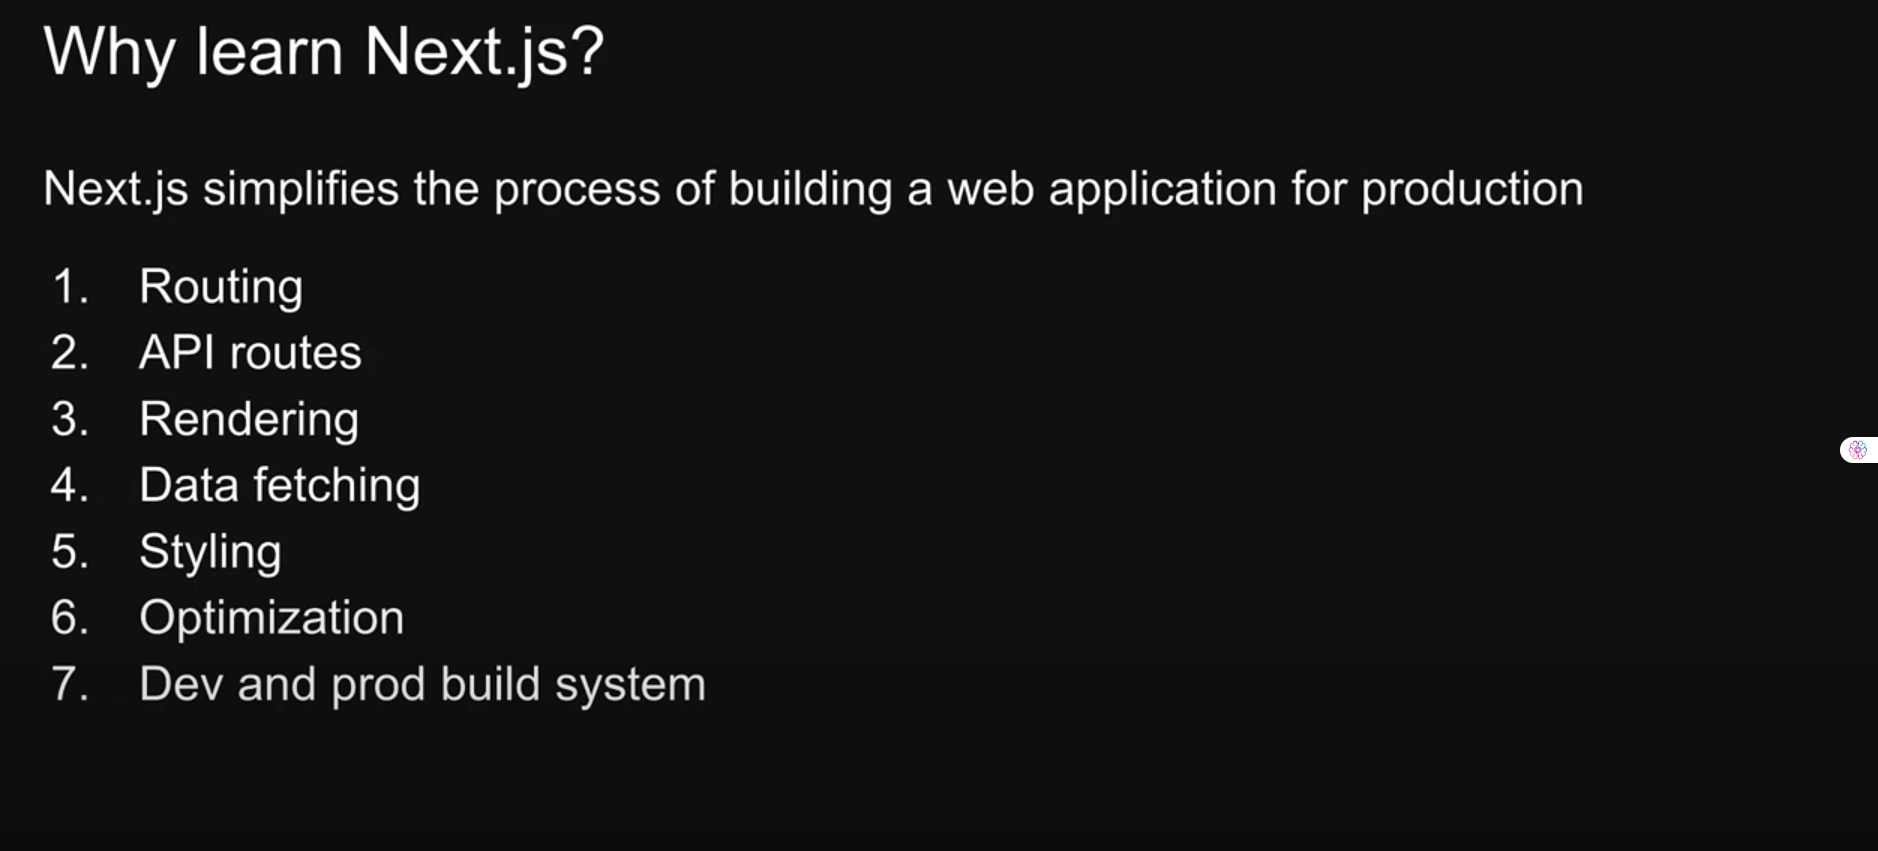 Why learn Next.js?
Next.js simplifies the process of building a web application for production
1. Routing
2. API routes
3. Rendering
4. Data fetching
5. Styling
6. Optimization
7. Dev and prod build system